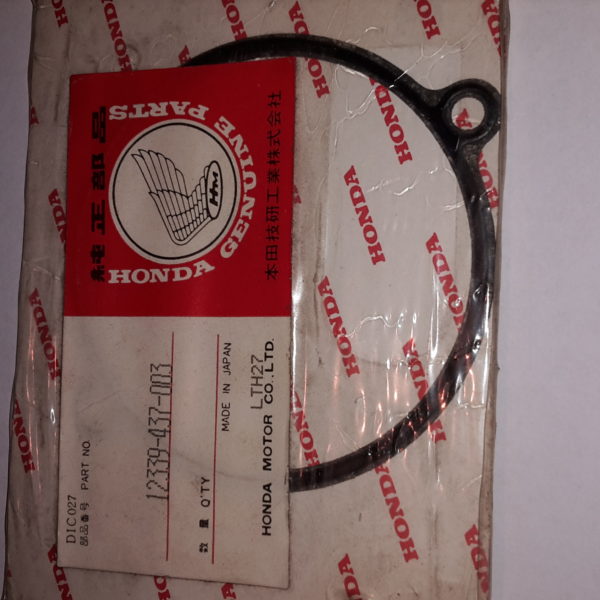 純正部品
HONDA GENUINE PARTS
HM
本田技研工業株式会社
DIC027
部品番号 PART NO.
12339-437-003
数量 Q'TY
MADE IN JAPAN
LTH27
HONDA MOTOR CO.,LTD.
HONDA
HONDA
HONDA
HONDA
HONDA
HONDA
HONDA
HONDA
HONDA
HONDA
HONDA
HONDA